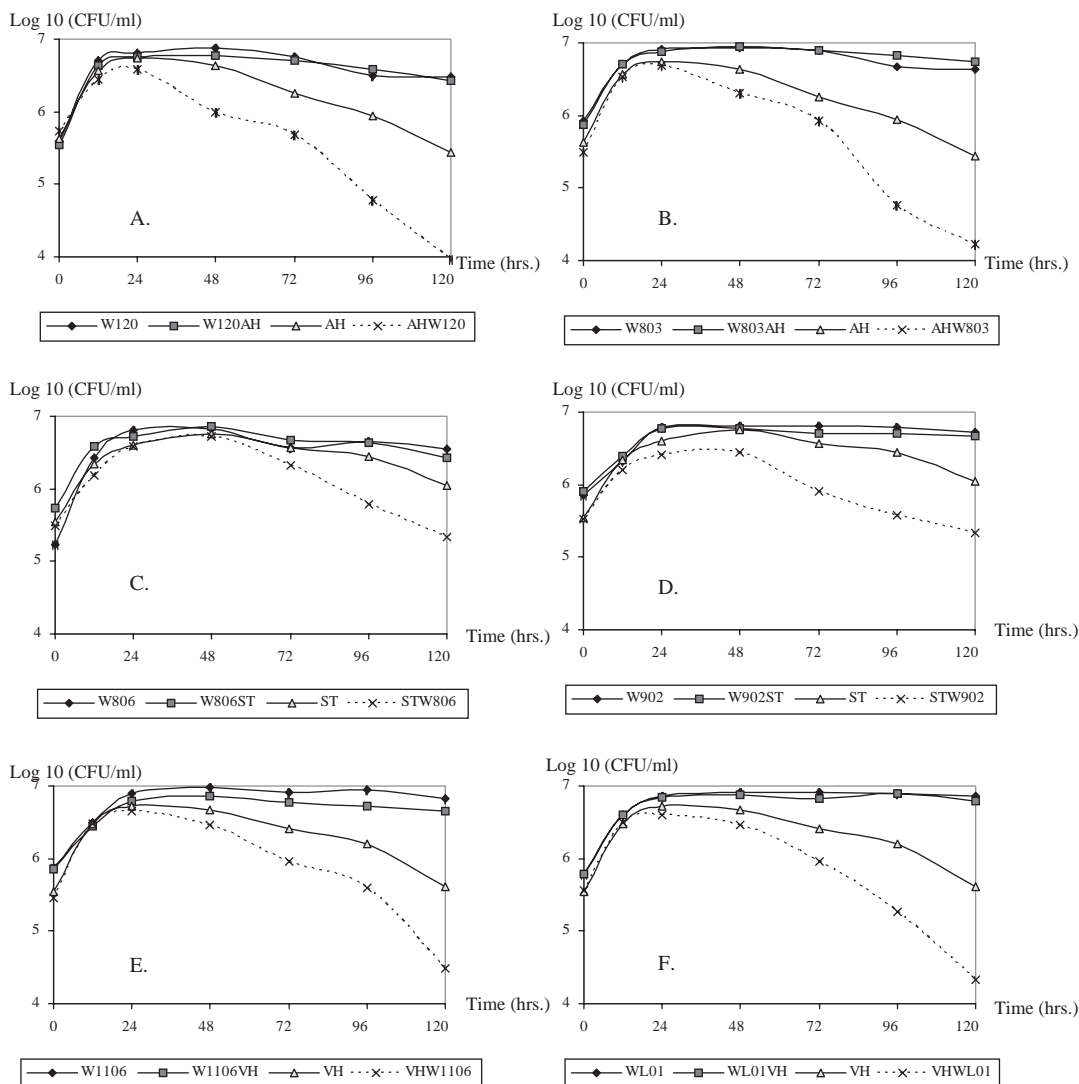 Log 10 (CFU/ml)
7
6
5
4
A.
0 24 48 72 96 120
Time (hrs.)
W120 W120AH AH AHW120
Log 10 (CFU/ml)
7
6
5
4
B.
0 24 48 72 96 120
Time (hrs.)
W803 W803AH AH AHW803
Log 10 (CFU/ml)
7
6
5
4
C.
0 24 48 72 96 120
Time (hrs.)
W806 W806ST ST STW806
Log 10 (CFU/ml)
7
6
5
4
D.
0 24 48 72 96 120
Time (hrs.)
W902 W902ST ST STW902
Log 10 (CFU/ml)
7
6
5
4
E.
0 24 48 72 96 120
Time (hrs.)
W1106 W1106VH VH VHW1106
Log 10 (CFU/ml)
7
6
5
4
F.
0 24 48 72 96 120
Time (hrs.)
WL01 WL01VH VH VHWL01